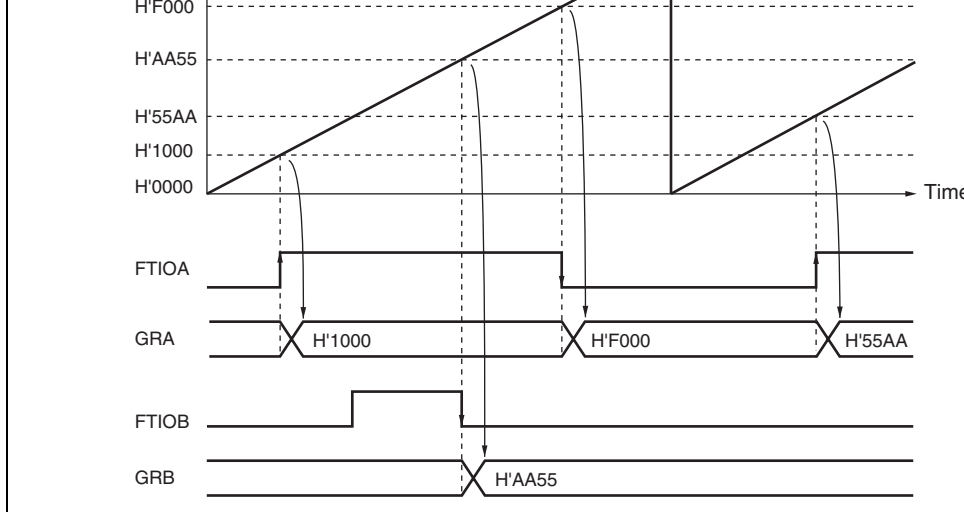 H'F000
H'AA55
H'55AA
H'1000
H'0000
Time
FTIOA
GRA
H'1000
H'F000
H'55AA
FTIOB
GRB
H'AA55